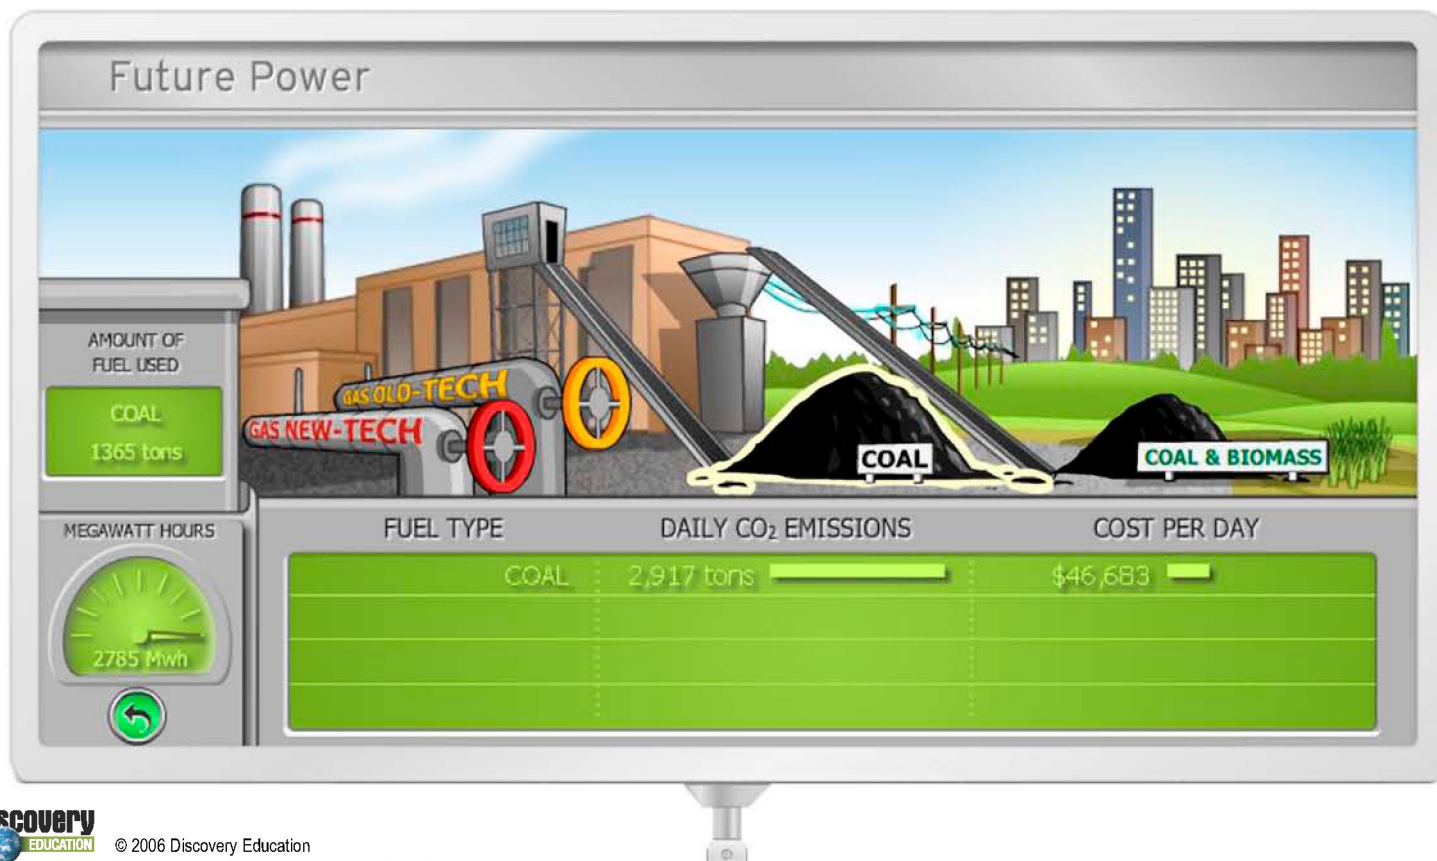 Future Power
AMOUNT OF
FUEL USED
COAL
1365 tons
GAS OLD-TECH
GAS NEW-TECH
COAL
COAL & BIOMASS
MEGAWATT HOURS
2785 Mwh
FUEL TYPE DAILY CO₂ EMISSIONS COST PER DAY
COAL 2,917 tons $46,683
scovery
EDUCATION
© 2006 Discovery Education